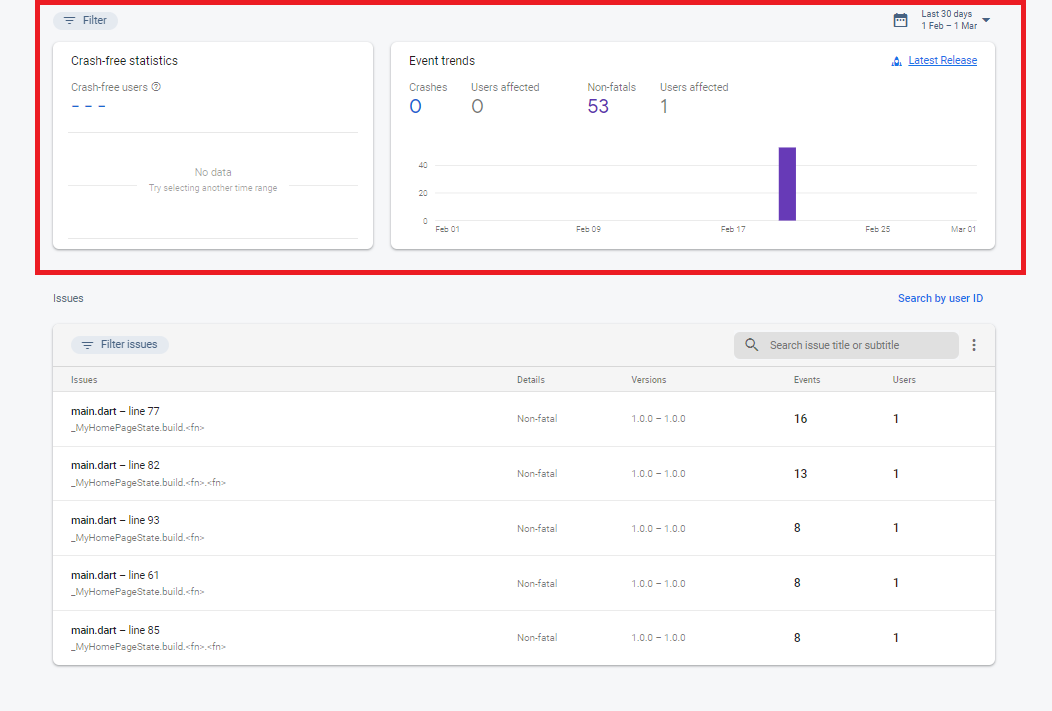 Filter
Last 30 days
1 Feb – 1 Mar
Crash-free statistics
Crash-free users
– – –
No data
Try selecting another time range
Event trends
Latest Release
Crashes Users affected Non-fatals Users affected
0 0 53 1
40
20
0
Feb 01 Feb 09 Feb 17 Feb 25 Mar 01
Issues
Search by user ID
Filter issues
Search issue title or subtitle
Issues Details Versions Events Users
main.dart – line 77
_MyHomePageState.build.<fn>
Non-fatal 1.0.0 – 1.0.0 16 1
main.dart – line 82
_MyHomePageState.build.<fn>.<fn>
Non-fatal 1.0.0 – 1.0.0 13 1
main.dart – line 93
_MyHomePageState.build.<fn>
Non-fatal 1.0.0 – 1.0.0 8 1
main.dart – line 61
_MyHomePageState.build.<fn>
Non-fatal 1.0.0 – 1.0.0 8 1
main.dart – line 85
_MyHomePageState.build.<fn>.<fn>
Non-fatal 1.0.0 – 1.0.0 8 1